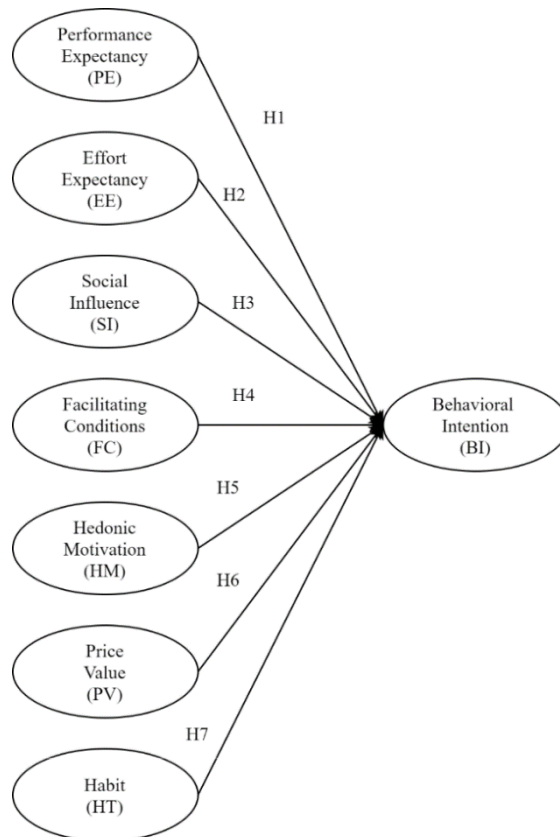 Performance
Expectancy
(PE)
H1
Effort
Expectancy
(EE)
H2
Social
Influence
(SI)
H3
Facilitating
Conditions
(FC)
H4
Behavioral
Intention
(BI)
Hedonic
Motivation
(HM)
H5
Price
Value
(PV)
H6
Habit
(HT)
H7